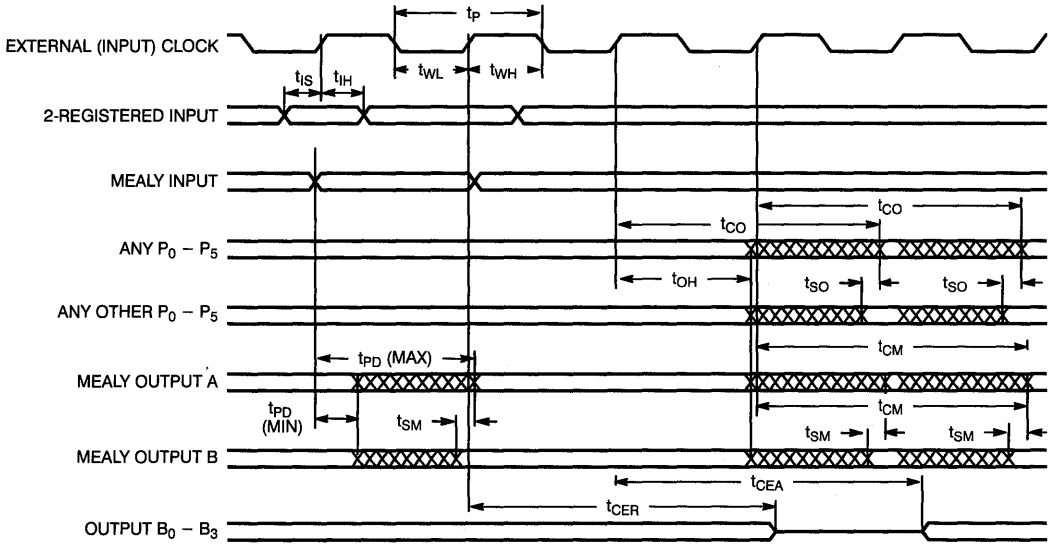 tP
EXTERNAL (INPUT) CLOCK
tWL tWH
tIS tIH
2-REGISTERED INPUT
MEALY INPUT
tCO
tCO
ANY P0 – P5
tOH tSO tSO
ANY OTHER P0 – P5
tPD (MAX) tCM
MEALY OUTPUT A
tCM
tPD
(MIN)
tSM tSM tSM
MEALY OUTPUT B
tCEA
tCER
OUTPUT B0 – B3